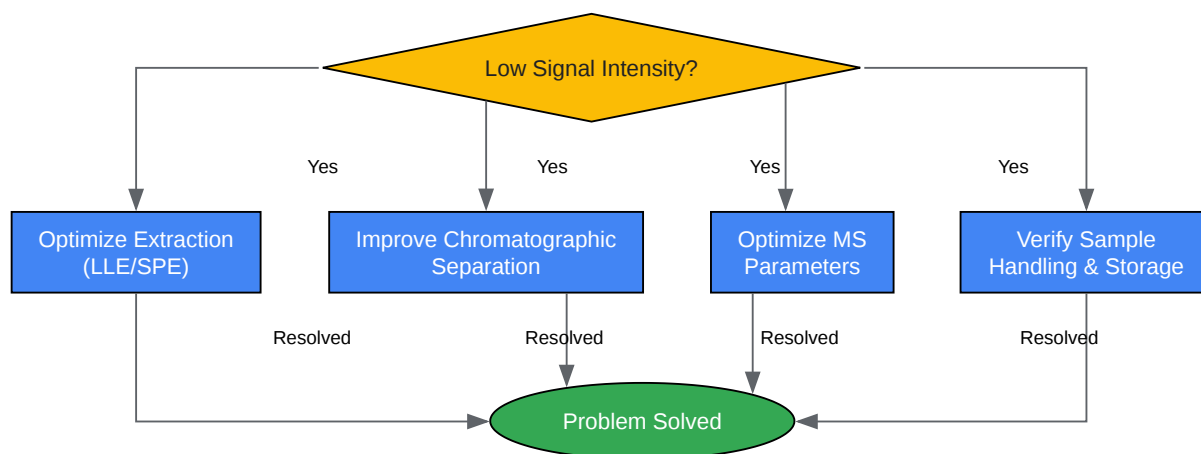 Low Signal Intensity?
Yes
Yes
Yes
Yes
Optimize Extraction
(LLE/SPE)
Improve Chromatographic
Separation
Optimize MS
Parameters
Verify Sample
Handling & Storage
Resolved
Resolved
Resolved
Resolved
Problem Solved